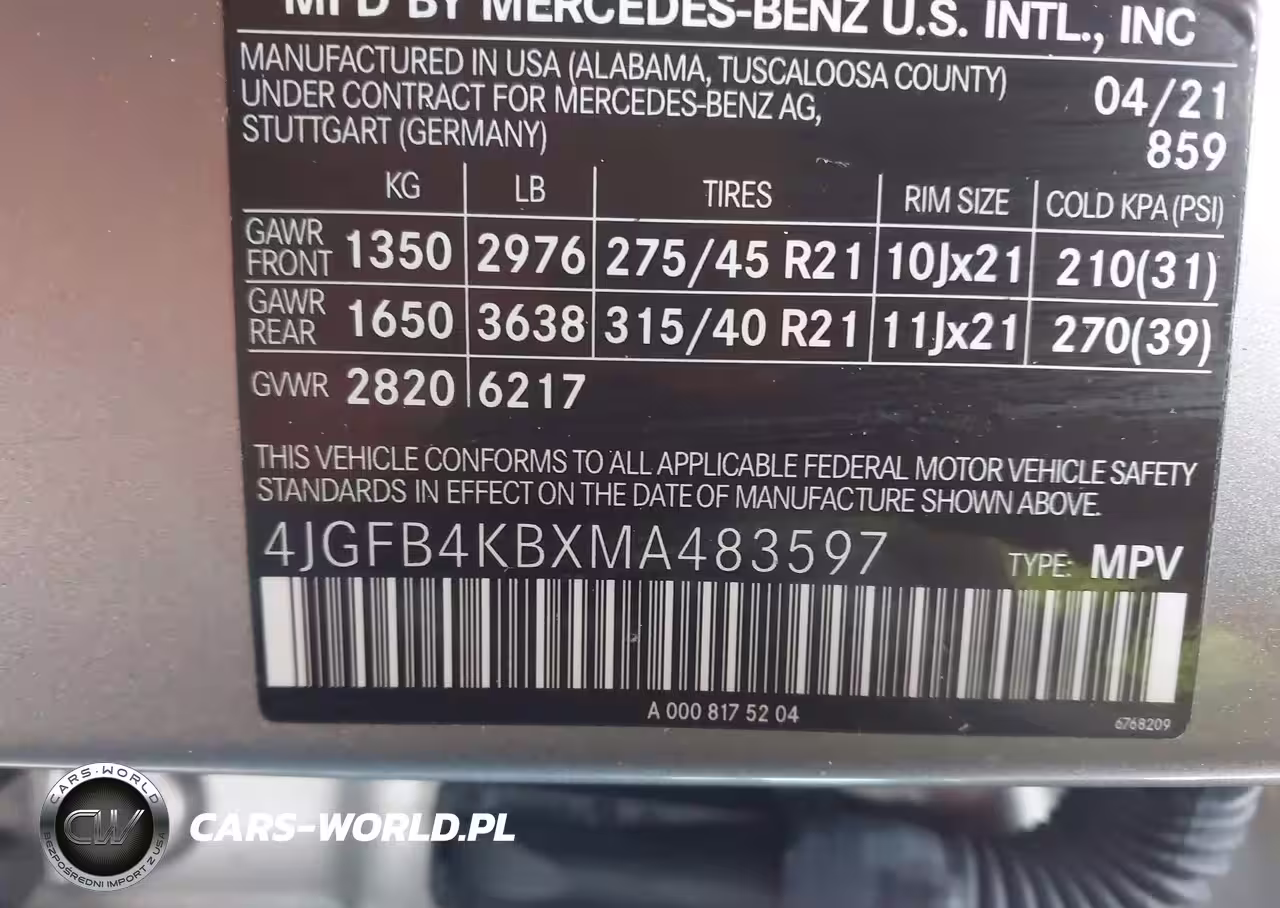 MFD BY MERCEDES-BENZ U.S. INTL., INC
MANUFACTURED IN USA (ALABAMA, TUSCALOOSA COUNTY)
UNDER CONTRACT FOR MERCEDES-BENZ AG,
STUTTGART (GERMANY)
04/21
859
KG LB TIRES RIM SIZE COLD KPA (PSI)
GAWR FRONT 1350 2976 275/45 R21 10Jx21 210(31)
GAWR REAR 1650 3638 315/40 R21 11Jx21 270(39)
GVWR 2820 6217
THIS VEHICLE CONFORMS TO ALL APPLICABLE FEDERAL MOTOR VEHICLE SAFETY
STANDARDS IN EFFECT ON THE DATE OF MANUFACTURE SHOWN ABOVE.
4JGFB4KBXMA483597 TYPE: MPV
A 000 817 52 04
6768209
CARS-WORLD
CW
BEZPOŚREDNI IMPORT Z USA
CARS-WORLD.PL